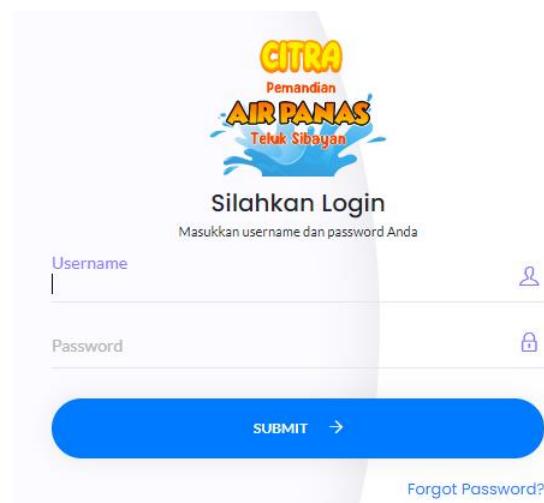 CITRA
Pemandian
AIR PANAS
Teluk Sibayan
Silahkan Login
Masukkan username dan password Anda
Username
Password
SUBMIT →
Forgot Password?